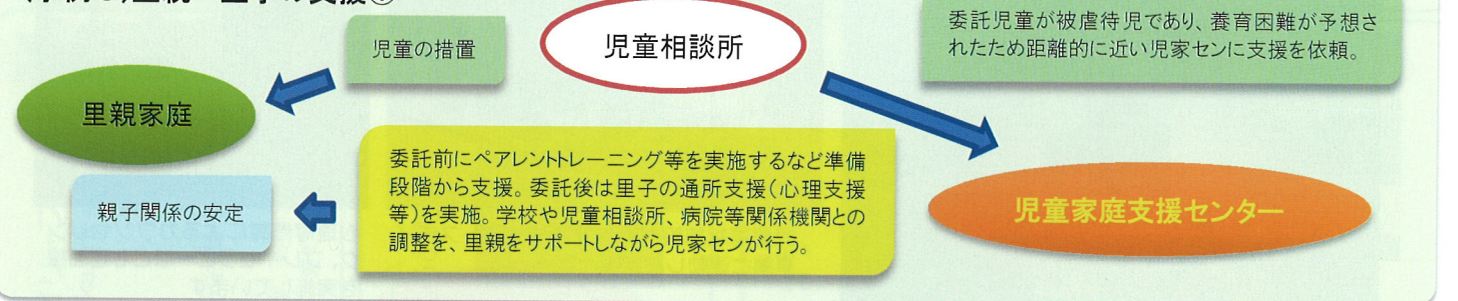 児童の措置
児童相談所
委託児童が被虐待児であり、養育困難が予想さ
れたため距離的に近い児家センに支援を依頼。
里親家庭
委託前にペアレントトレーニング等を実施するなど準備
段階から支援。委託後は里子の通所支援(心理支援
等)を実施。学校や児童相談所、病院等関係機関との
調整を、里親をサポートしながら児家センが行う。
親子関係の安定
児童家庭支援センター